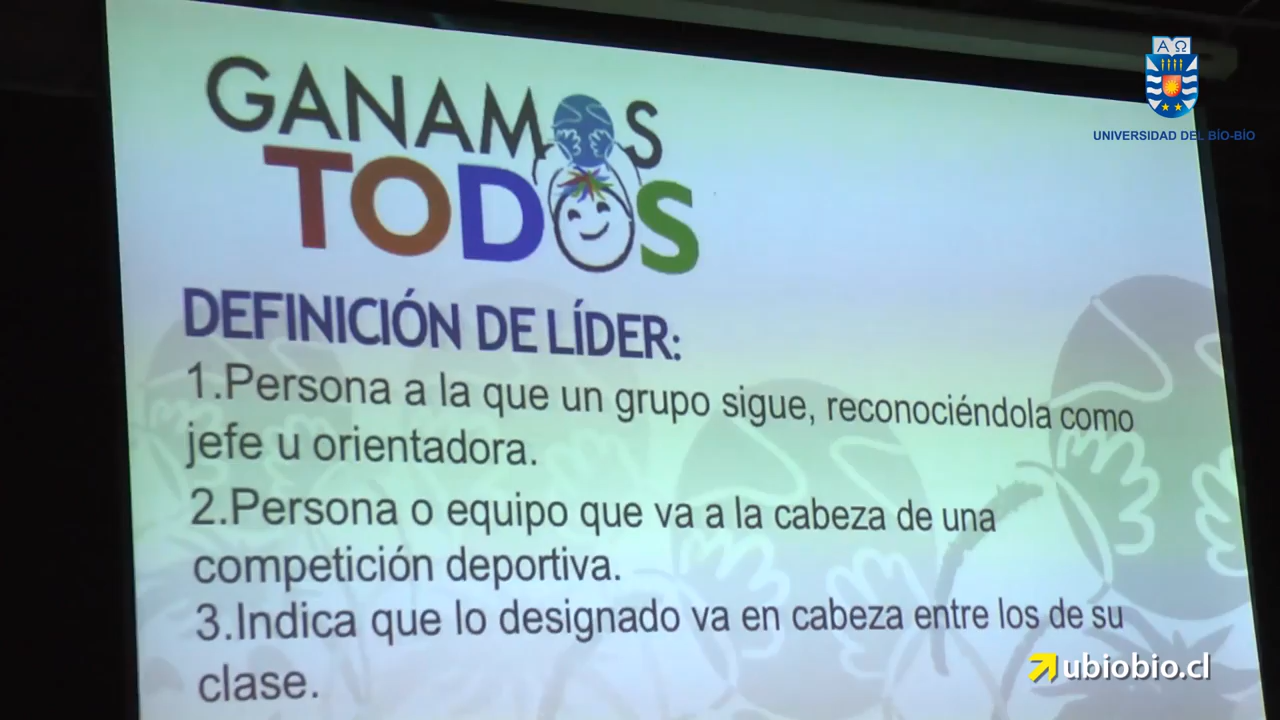 GANAMOS
TODOS
DEFINICIÓN DE LÍDER:
1.Persona a la que un grupo sigue, reconociéndola como
jefe u orientadora.
2.Persona o equipo que va a la cabeza de una
competición deportiva.
3.Indica que lo designado va en cabeza entre los de su
clase.
ΑΩ
UNIVERSIDAD DEL BÍO-BÍO
ubiobio.cl